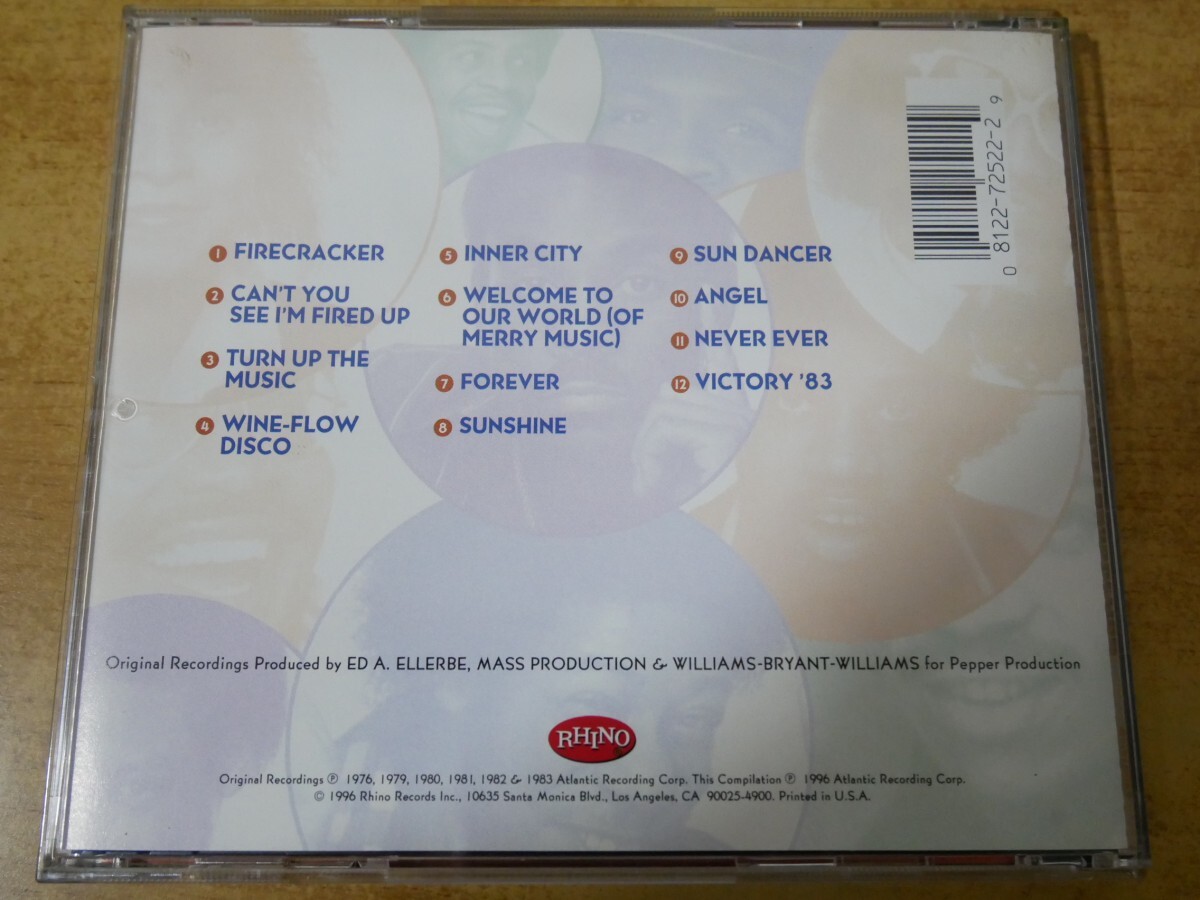 1 FIRECRACKER
2 CAN'T YOU
SEE I'M FIRED UP
3 TURN UP THE
MUSIC
4 WINE-FLOW
DISCO
5 INNER CITY
6 WELCOME TO
OUR WORLD (OF
MERRY MUSIC)
7 FOREVER
8 SUNSHINE
9 SUN DANCER
10 ANGEL
11 NEVER EVER
12 VICTORY '83
0 8122-72522-2 9
Original Recordings Produced by ED A. ELLERBE, MASS PRODUCTION & WILLIAMS-BRYANT-WILLIAMS for Pepper Production
RHINO
Original Recordings ℗ 1976, 1979, 1980, 1981, 1982 & 1983 Atlantic Recording Corp. This Compilation ℗ 1996 Atlantic Recording Corp.
© 1996 Rhino Records Inc., 10635 Santa Monica Blvd., Los Angeles, CA 90025-4900. Printed in U.S.A.